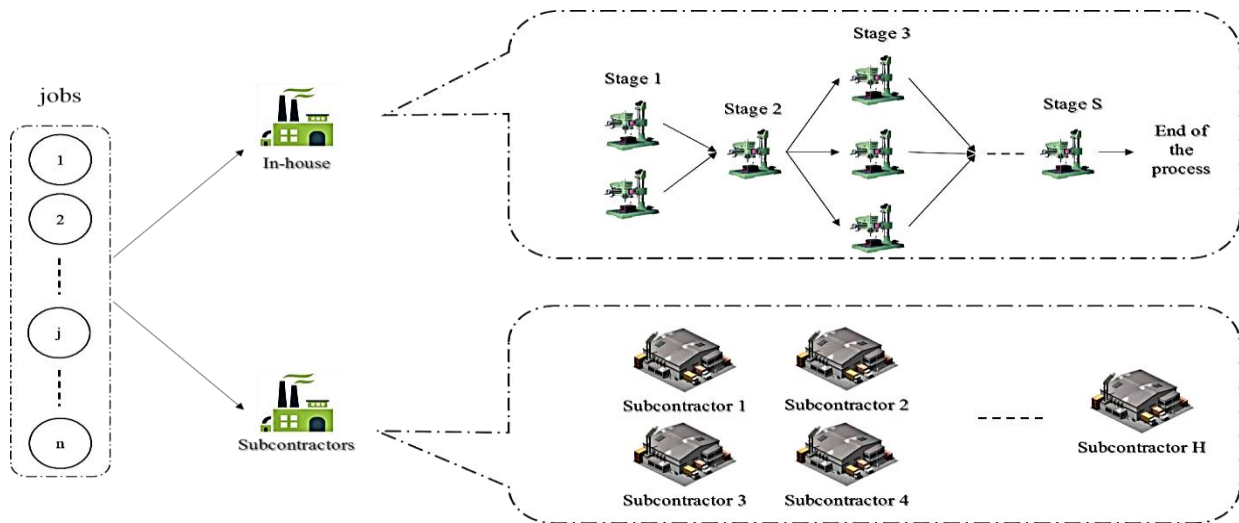 jobs
1
2
j
n
In-house
Subcontractors
Stage 1
Stage 2
Stage 3
Stage S
End of
the
process
Subcontractor 1
Subcontractor 2
Subcontractor 3
Subcontractor 4
Subcontractor H